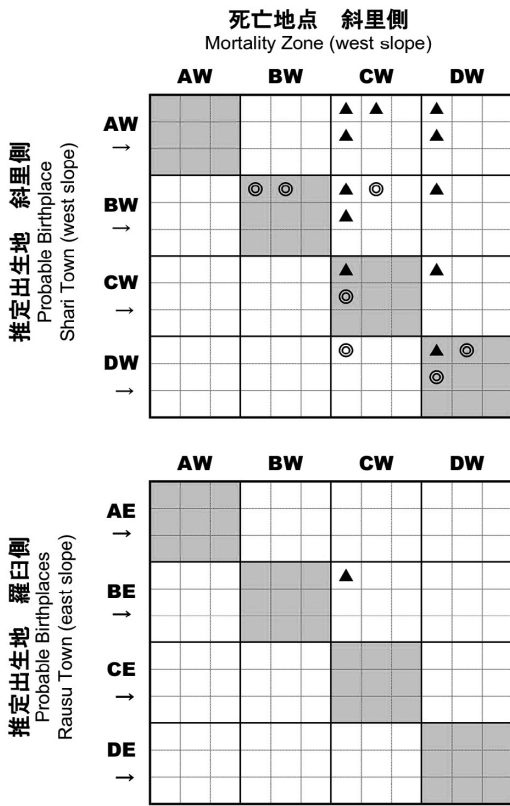 死亡地点　斜里側
Mortality Zone (west slope)
AW BW CW DW
推定出生地　斜里側
Probable Birthplace
Shari Town (west slope)
AW
→
BW
→
CW
→
DW
→
AW BW CW DW
推定出生地　羅臼側
Probable Birthplaces
Rausu Town (east slope)
AE
→
BE
→
CE
→
DE
→